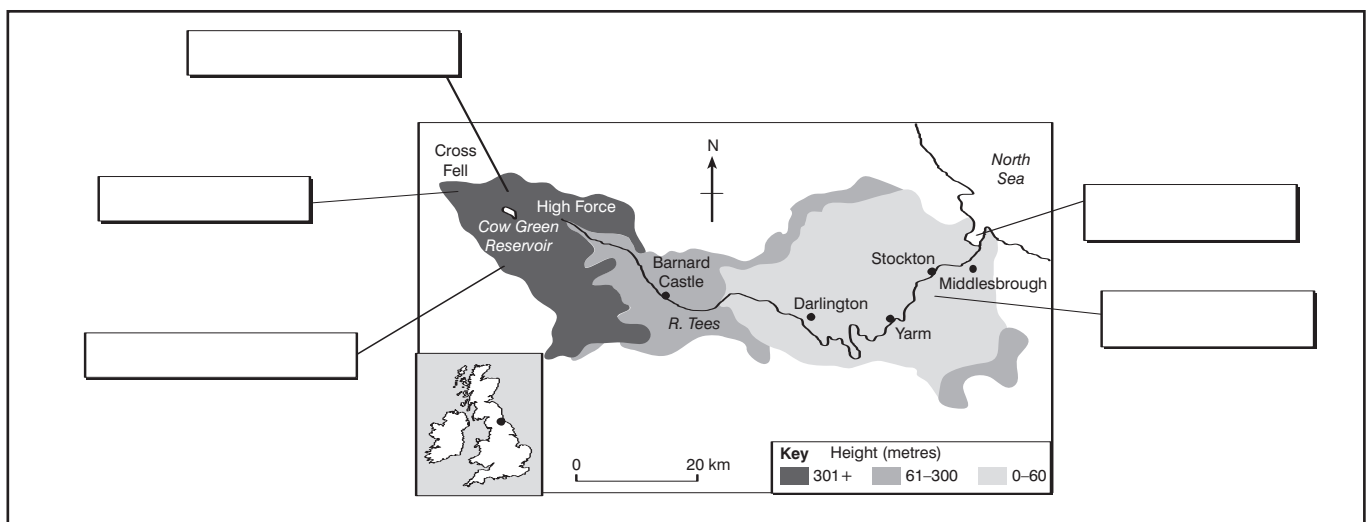 Cross
Fell
N
North
Sea
High Force
Cow Green
Reservoir
Barnard
Castle
Stockton
Middlesbrough
Darlington
R. Tees
Yarm
0 20 km
Key Height (metres)
301+ 61–300 0–60